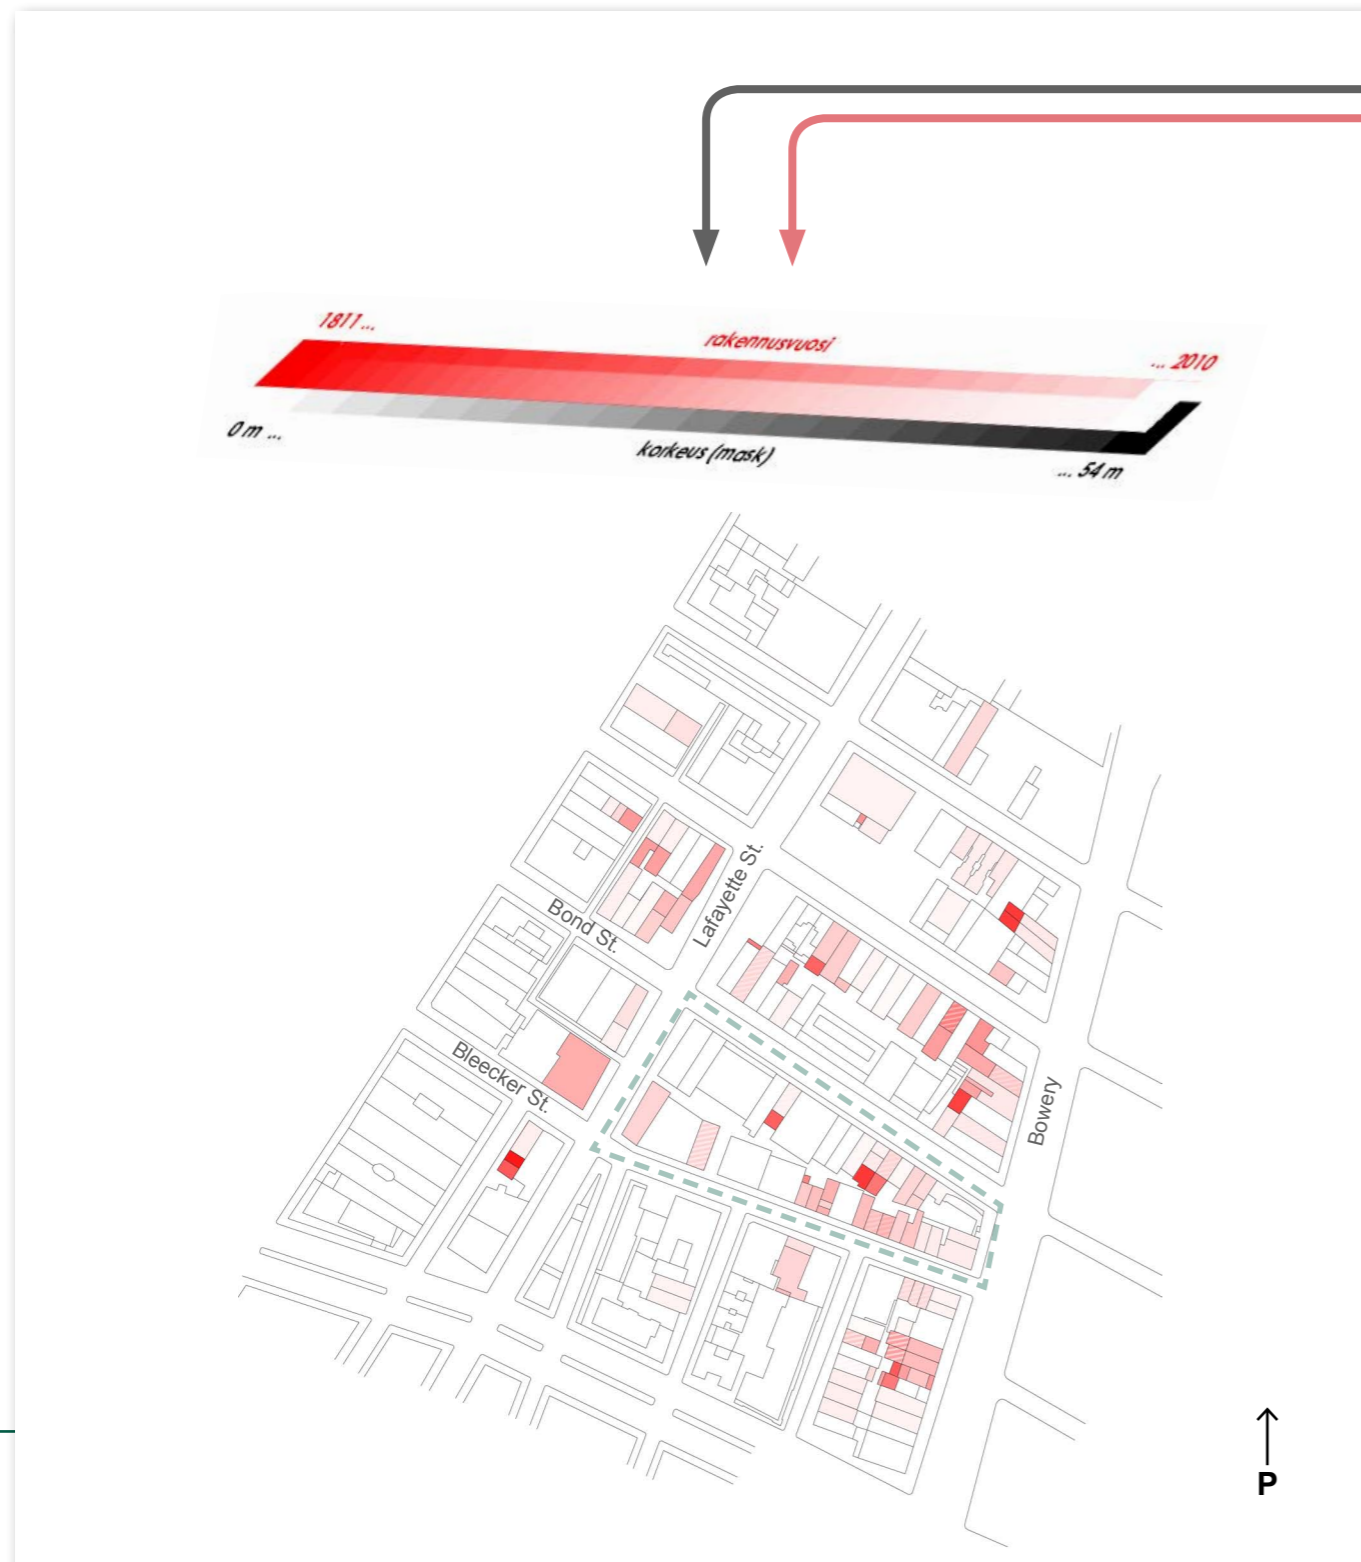 1811 ...
rakennusvuosi
... 2010
0 m ...
korkeus (mask)
... 54 m
Lafayette St.
Bond St.
Bleecker St.
Bowery
P